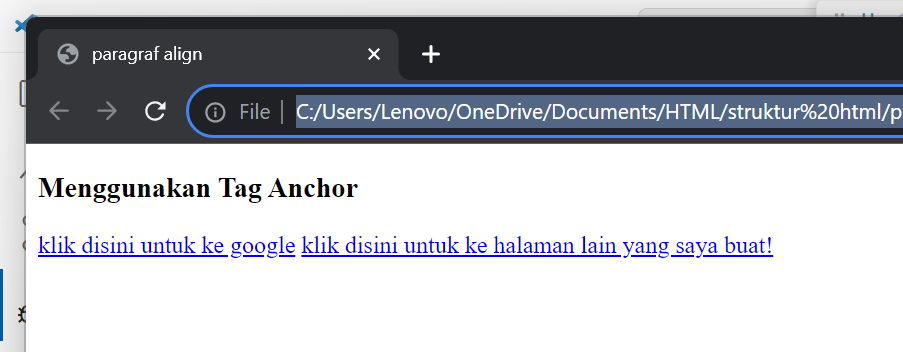 paragraf align
File C:/Users/Lenovo/OneDrive/Documents/HTML/struktur%20html/p
Menggunakan Tag Anchor
klik disini untuk ke google klik disini untuk ke halaman lain yang saya buat!